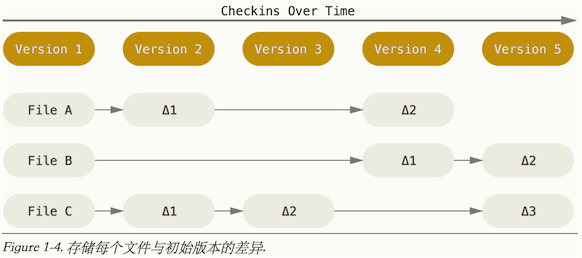 Checkins Over Time
Version 1 Version 2 Version 3 Version 4 Version 5
File A Δ1 Δ2
File B Δ1 Δ2
File C Δ1 Δ2 Δ3
Figure 1-4. 存储每个文件与初始版本的差异.